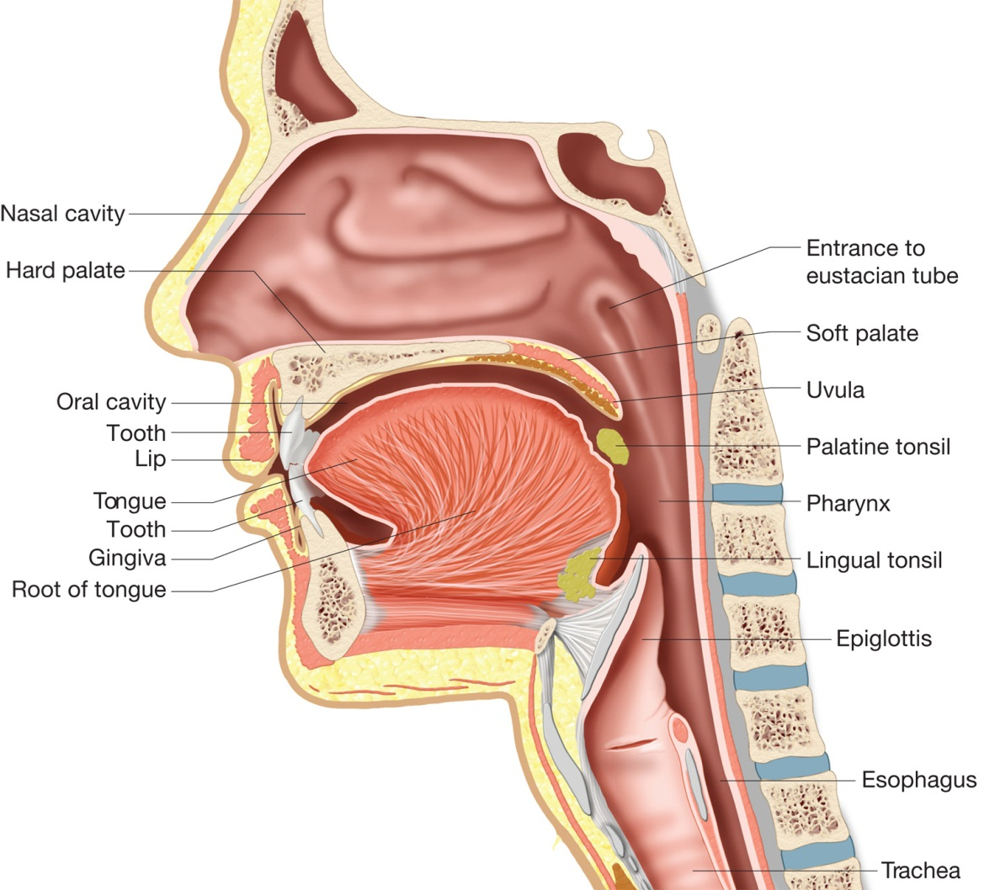 Nasal cavity
Hard palate
Oral cavity
Tooth
Lip
Tongue
Tooth
Gingiva
Root of tongue
Entrance to
eustacian tube
Soft palate
Uvula
Palatine tonsil
Pharynx
Lingual tonsil
Epiglottis
Esophagus
Trachea